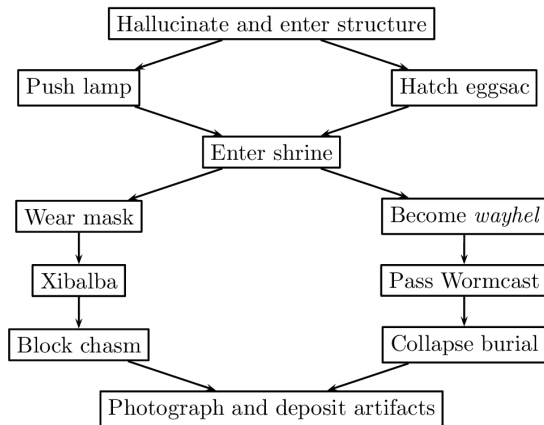 Hallucinate and enter structure
Push lamp
Hatch eggsac
Enter shrine
Wear mask
Become wayhel
Xibalba
Pass Wormcast
Block chasm
Collapse burial
Photograph and deposit artifacts